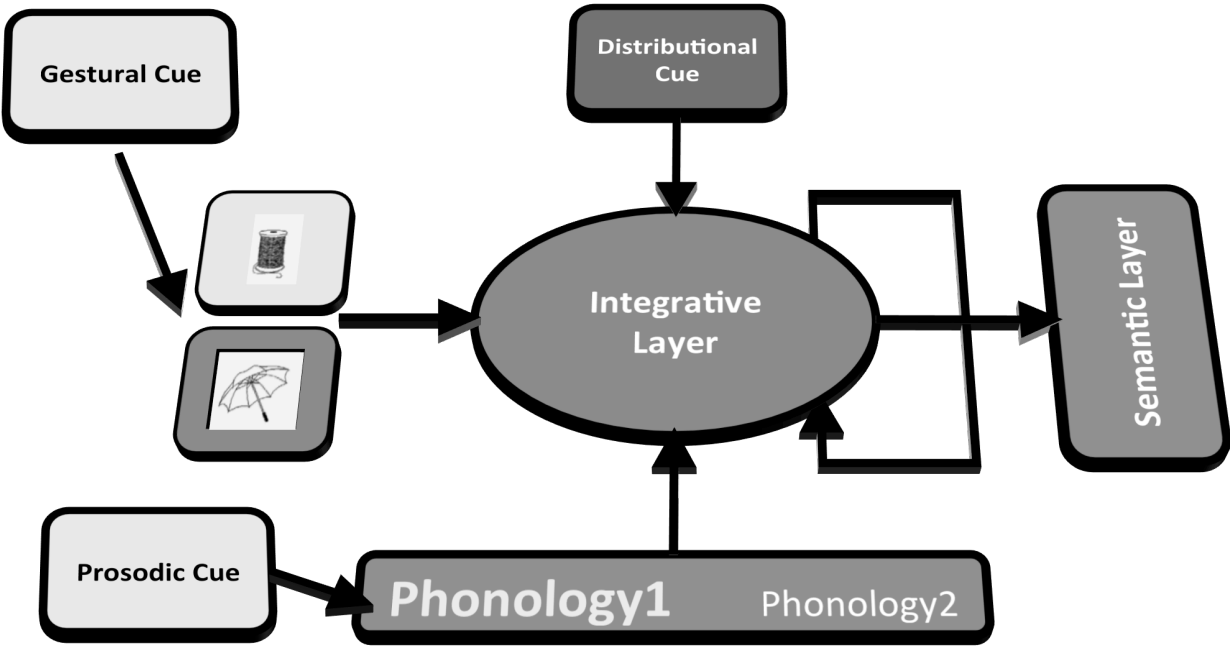 Gestural Cue
Distributional
Cue
Integrative
Layer
Semantic Layer
Prosodic Cue
Phonology1
Phonology2